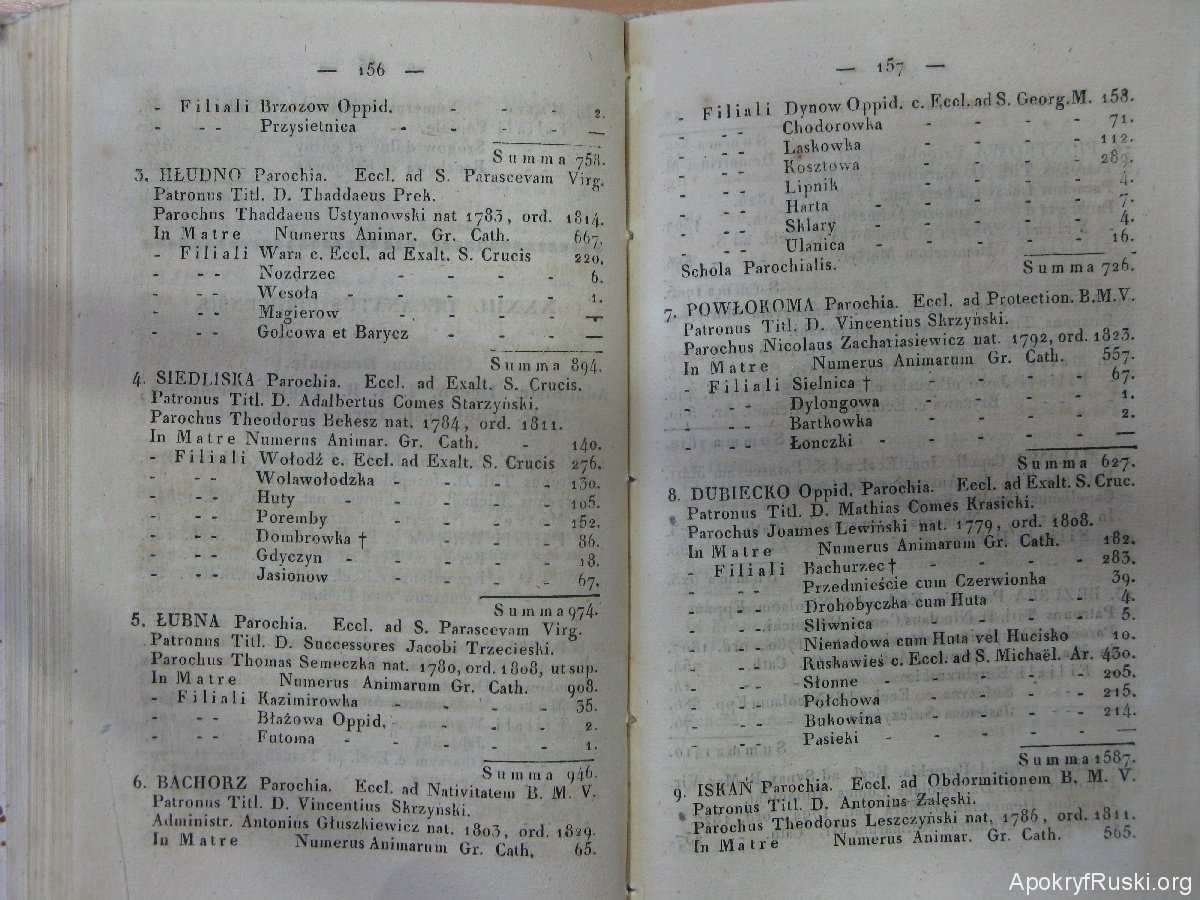 — 156 —
- Filiali Brzozow Oppid. - - - 2.
- - - Przysietnica - - - - - —
Summa 758.
3. HŁUDNO Parochia. Eccl. ad S. Parascevam Virg.
Patronus Titl. D. Thaddaeus Prek.
Parochus Thaddaeus Ustyanowski nat 1783, ord. 1814.
In Matre Numerus Animar. Gr. Cath. 667.
- Filiali Wara c. Eccl. ad Exalt. S. Crucis 220.
- - - Nozdrzec - - - - 6.
- - - Wesoła - - - - 1.
- - - Magierow - - - - —
- - - Golcowa et Barycz - - - —
Summa 894.
4. SIEDLISKA Parochia. Eccl. ad Exalt. S. Crucis.
Patronus Titl. D. Adalbertus Comes Starzyński.
Parochus Theodorus Bekesz nat. 1784, ord. 1811.
In Matre Numerus Animar. Gr. Cath. - 140.
- Filiali Wołodź c. Eccl. ad Exalt. S. Crucis 276.
- - - Wolawołodzka - - - - 130.
- - - Huty - - - - - 105.
- - - Poremby - - - - 152.
- - - Dombrowka † - - - - 86.
- - - Gdyczyn - - - - - 18.
- - - Jasionow - - - - 67.
Summa 974.
5. ŁUBNA Parochia. Eccl. ad S. Parascevam Virg.
Patronus Titl. D. Successores Jacobi Trzecieski.
Parochus Thomas Semeczka nat. 1780, ord. 1808, ut sup.
In Matre Numerus Animarum Gr. Cath. 908.
- Filiali Kazimirowka - - - - 35.
- - - Błażowa Oppid. - - - - 2.
- - - Futoma - - - - - 1.
Summa 946.
6. BACHORZ Parochia. Eccl. ad Nativitatem B. M. V.
Patronus Titl. D. Vincentius Skrzyński.
Administr. Antonius Głuszkiewicz nat. 1803, ord. 1829.
In Matre Numerus Animarum Gr. Cath. 65.
— 157 —
- Filiali Dynow Oppid. c. Eccl. ad S. Georg. M. 158.
- - - Chodorowka - - - - 71.
- - - Laskowka - - - - 112.
- - - Kosztowa - - - - 289.
- - - Lipnik - - - - 4.
- - - Harta - - - - 7.
- - - Sklary - - - - 4.
- - - Ulanica - - - - 16.
Schola Parochialis. Summa 726.
7. POWŁOKOMA Parochia. Eccl. ad Protection. B.M.V.
Patronus Titl. D. Vincentius Skrzyński.
Parochus Nicolaus Zachariasiewicz nat. 1792, ord. 1823.
In Matre Numerus Animarum Gr. Cath. 557.
- Filiali Sielnica † - - - - 67.
- - - Dylongowa - - - - 1.
- - - Bartkowka - - - - 2.
- - - Łonczki - - - - —
Summa 627.
8. DUBIECKO Oppid. Parochia. Eccl. ad Exalt. S. Cruc.
Patronus Titl. D. Mathias Comes Krasicki.
Parochus Joannes Lewiński nat. 1779, ord. 1808.
In Matre Numerus Animarum Gr. Cath. 182.
- Filiali Bachurzec † - - - - 283.
- - - Przedmieście cum Czerwionka 39.
- - - Drohobyczka cum Huta - - 4.
- - - Sliwnica - - - - 5.
- - - Nienadowa cum Huta vel Hucisko 10.
- - - Ruskawieś c. Eccl. ad S. Michaël. Ar. 430.
- - - Słonne - - - - 205.
- - - Połchowa - - - - 215.
- - - Bukowina - - - - 214.
- - - Pasieki - - - - —
Summa 1587.
9. ISKAŃ Parochia. Eccl. ad Obdormitionem B. M. V.
Patronus Titl. D. Antonius Załęski.
Parochus Theodorus Leszczyński nat. 1786, ord. 1811.
In Matre Numerus Animar. Gr. Cath. 565.
ApokryfRuski.org